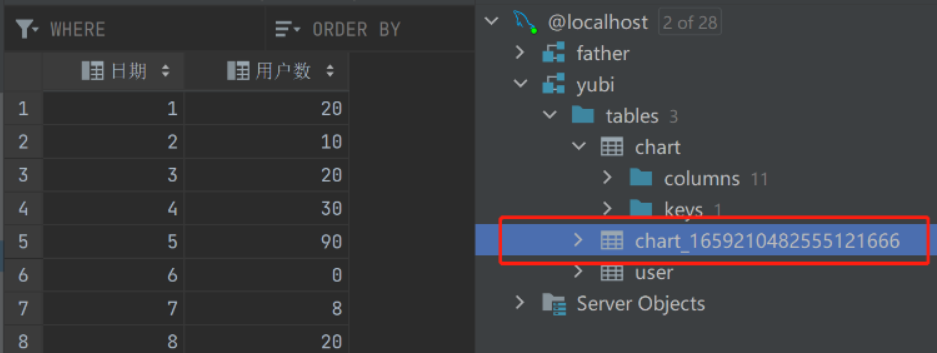 WHERE ORDER BY
日期 用户数
1 1 20
2 2 10
3 3 20
4 4 30
5 5 90
6 6 0
7 7 8
8 8 20
@localhost 2 of 28
father
yubi
tables 3
chart
columns 11
keys 1
chart_1659210482555121666
user
Server Objects